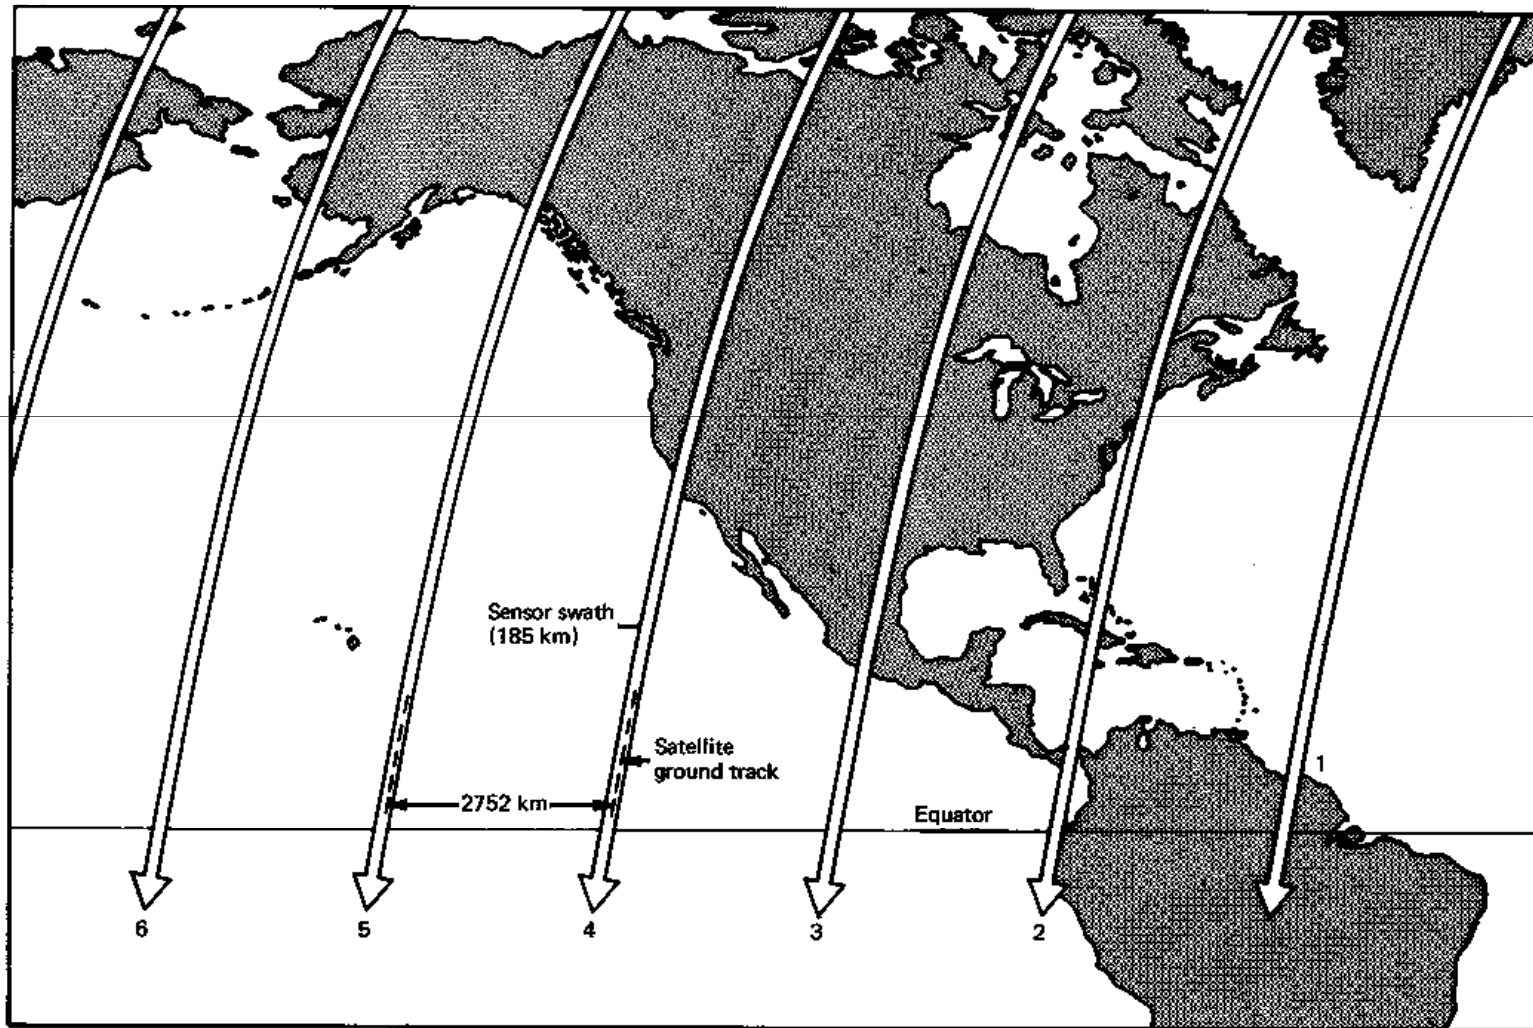 Sensor swath
(185 km)
Satellite
ground track
1
2752 km
Equator
6
5
4
3
2